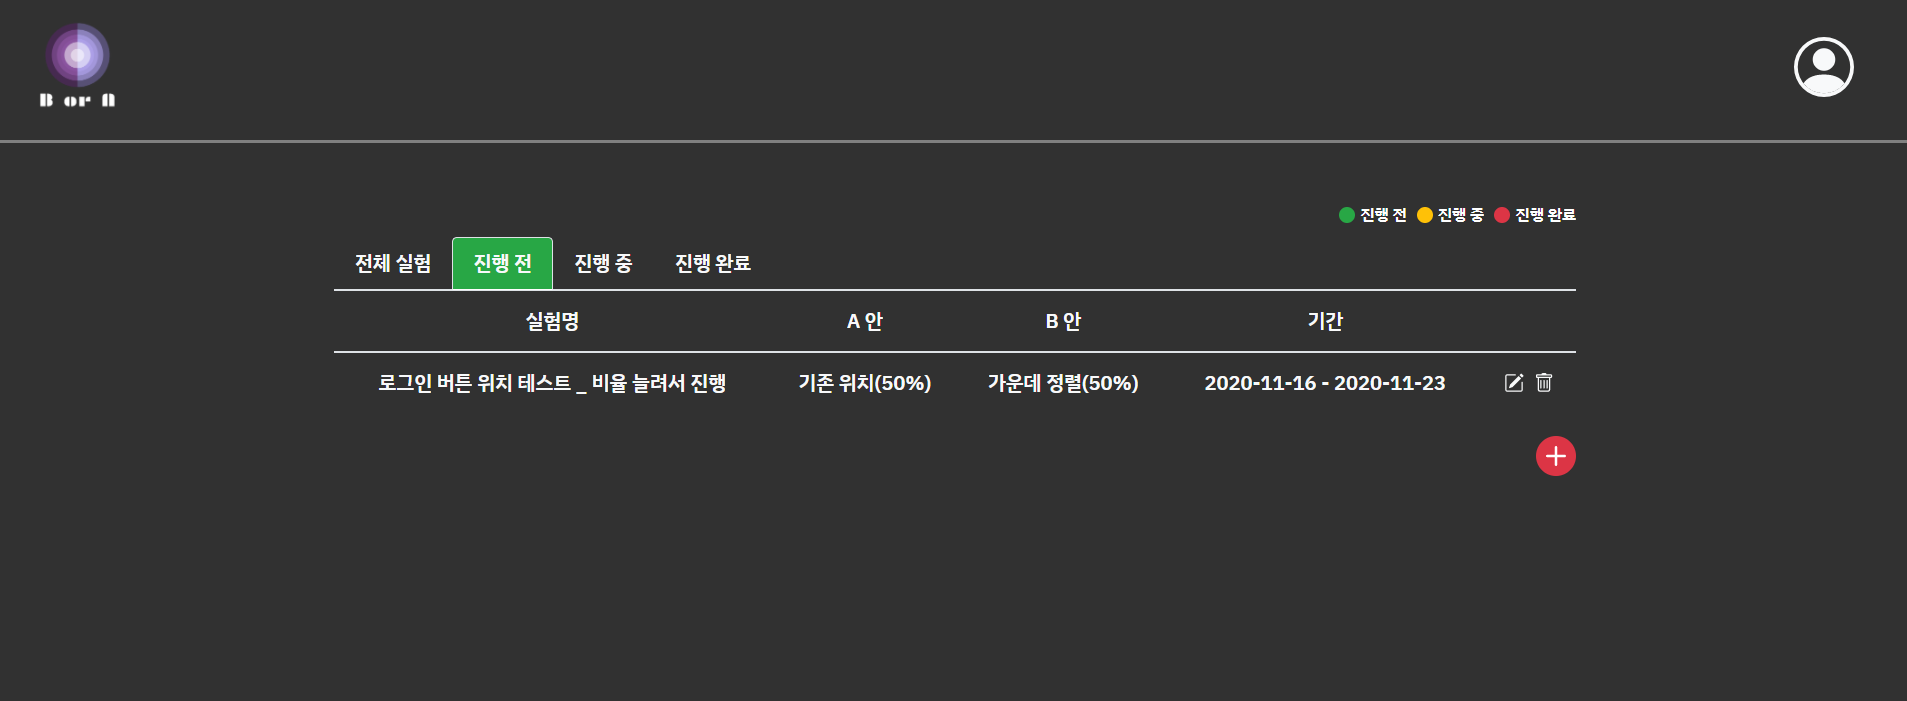 B or A
진행 전 진행 중 진행 완료
전체 실험 진행 전 진행 중 진행 완료
실험명 A 안 B 안 기간
로그인 버튼 위치 테스트 _ 비율 늘려서 진행 기존 위치(50%) 가운데 정렬(50%) 2020-11-16 - 2020-11-23